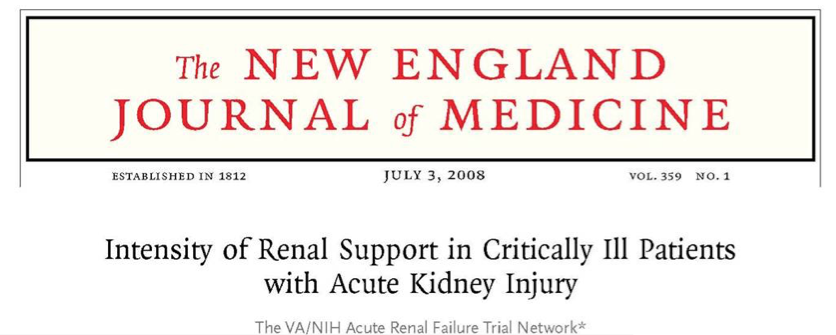 The NEW ENGLAND
JOURNAL of MEDICINE
ESTABLISHED IN 1812 JULY 3, 2008 VOL. 359 NO. 1
Intensity of Renal Support in Critically Ill Patients
with Acute Kidney Injury
The VA/NIH Acute Renal Failure Trial Network*